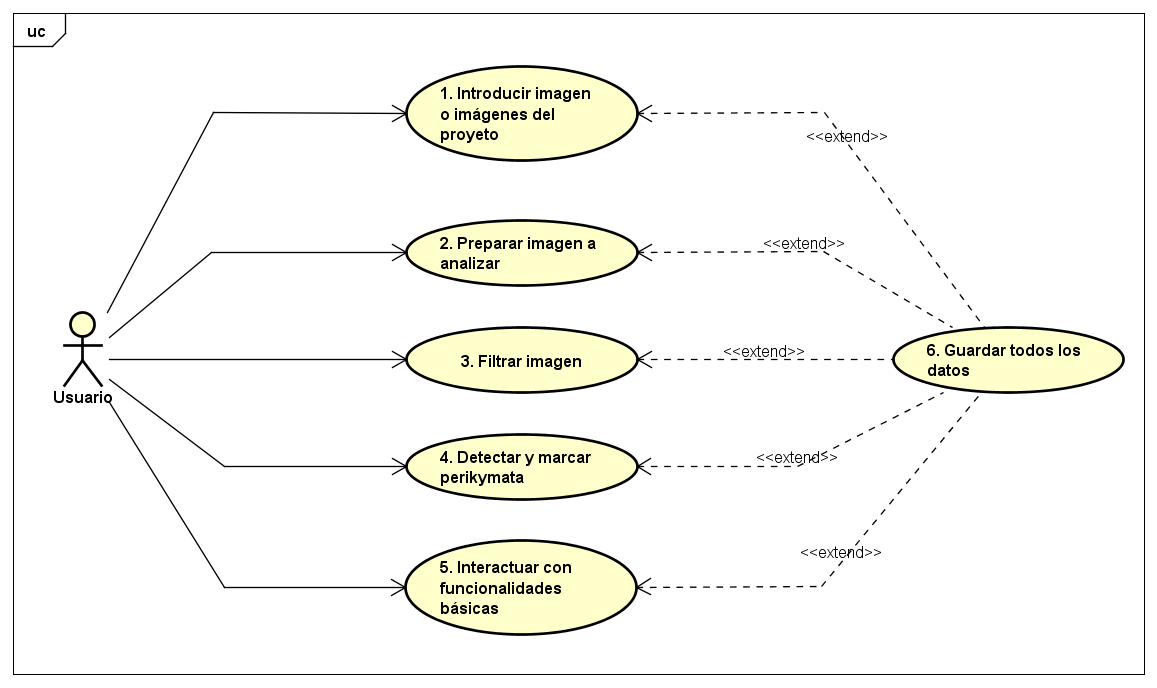 uc
1. Introducir imagen
o imágenes del
proyeto
<<extend>>
2. Preparar imagen a
analizar
<<extend>>
3. Filtrar imagen
<<extend>>
6. Guardar todos los
datos
Usuario
4. Detectar y marcar
perikymata
<<extend>>
5. Interactuar con
funcionalidades
básicas
<<extend>>